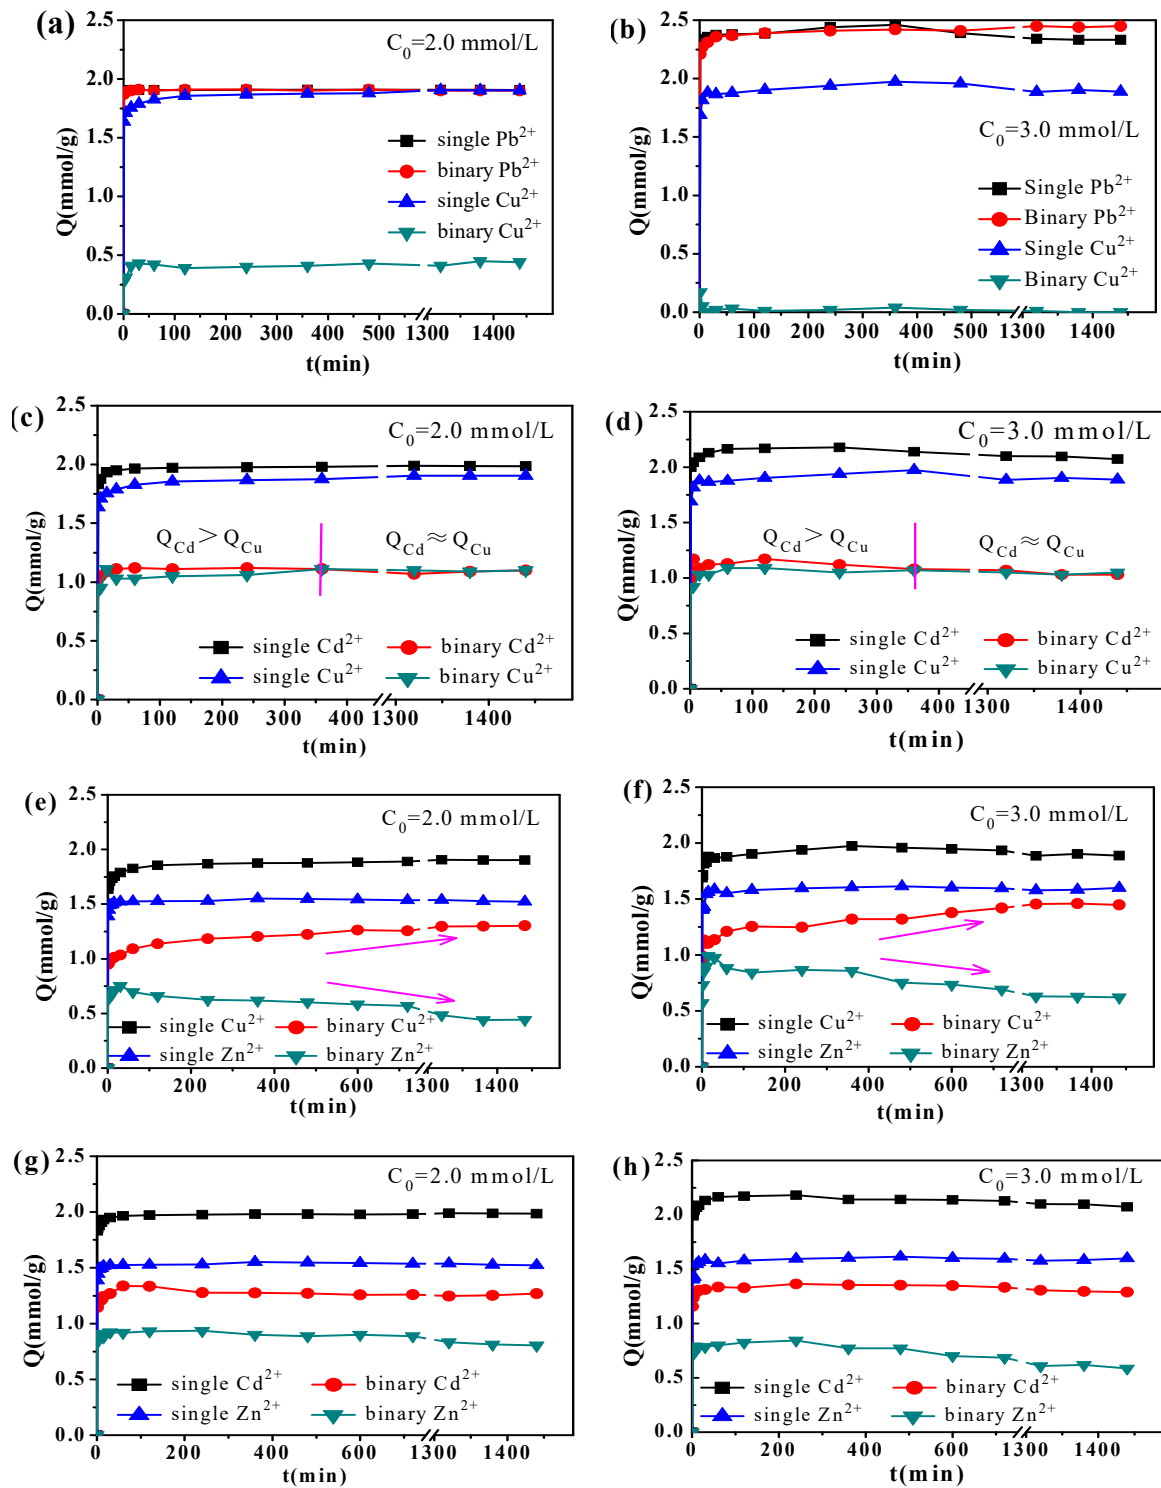 (a)
C₀=2.0 mmol/L
2.5
2.0
1.5
1.0
0.5
0.0
Q(mmol/g)
single Pb²⁺
binary Pb²⁺
single Cu²⁺
binary Cu²⁺
0 100 200 300 400 500 1300 1400
t(min)
(b)
2.5
2.0
1.5
1.0
0.5
0.0
Q(mmol/g)
C₀=3.0 mmol/L
Single Pb²⁺
Binary Pb²⁺
Single Cu²⁺
Binary Cu²⁺
0 100 200 300 400 500 1300 1400
t(min)
(c)
2.5
2.0
1.5
1.0
0.5
0.0
Q(mmol/g)
C₀=2.0 mmol/L
Q_Cd>Q_Cu Q_Cd≈Q_Cu
single Cd²⁺ binary Cd²⁺
single Cu²⁺ binary Cu²⁺
0 100 200 300 400 1300 1400
t(min)
(d)
2.5
2.0
1.5
1.0
0.5
0.0
Q(mmol/g)
C₀=3.0 mmol/L
Q_Cd>Q_Cu Q_Cd≈Q_Cu
single Cd²⁺ binary Cd²⁺
single Cu²⁺ binary Cu²⁺
0 100 200 300 400 1300 1400
t(min)
(e)
2.5
2.0
1.5
1.0
0.5
0.0
Q(mmol/g)
C₀=2.0 mmol/L
single Cu²⁺ binary Cu²⁺
single Zn²⁺ binary Zn²⁺
0 200 400 600 1300 1400
t(min)
(f)
2.5
2.0
1.5
1.0
0.5
0.0
Q(mmol/g)
C₀=3.0 mmol/L
single Cu²⁺ binary Cu²⁺
single Zn²⁺ binary Zn²⁺
0 200 400 600 1300 1400
t(min)
(g)
2.5
2.0
1.5
1.0
0.5
0.0
Q(mmol/g)
C₀=2.0 mmol/L
single Cd²⁺ binary Cd²⁺
single Zn²⁺ binary Zn²⁺
0 200 400 600 1300 1400
t(min)
(h)
2.5
2.0
1.5
1.0
0.5
0.0
Q(mmol/g)
C₀=3.0 mmol/L
single Cd²⁺ binary Cd²⁺
single Zn²⁺ binary Zn²⁺
0 200 400 600 1300 1400
t(min)